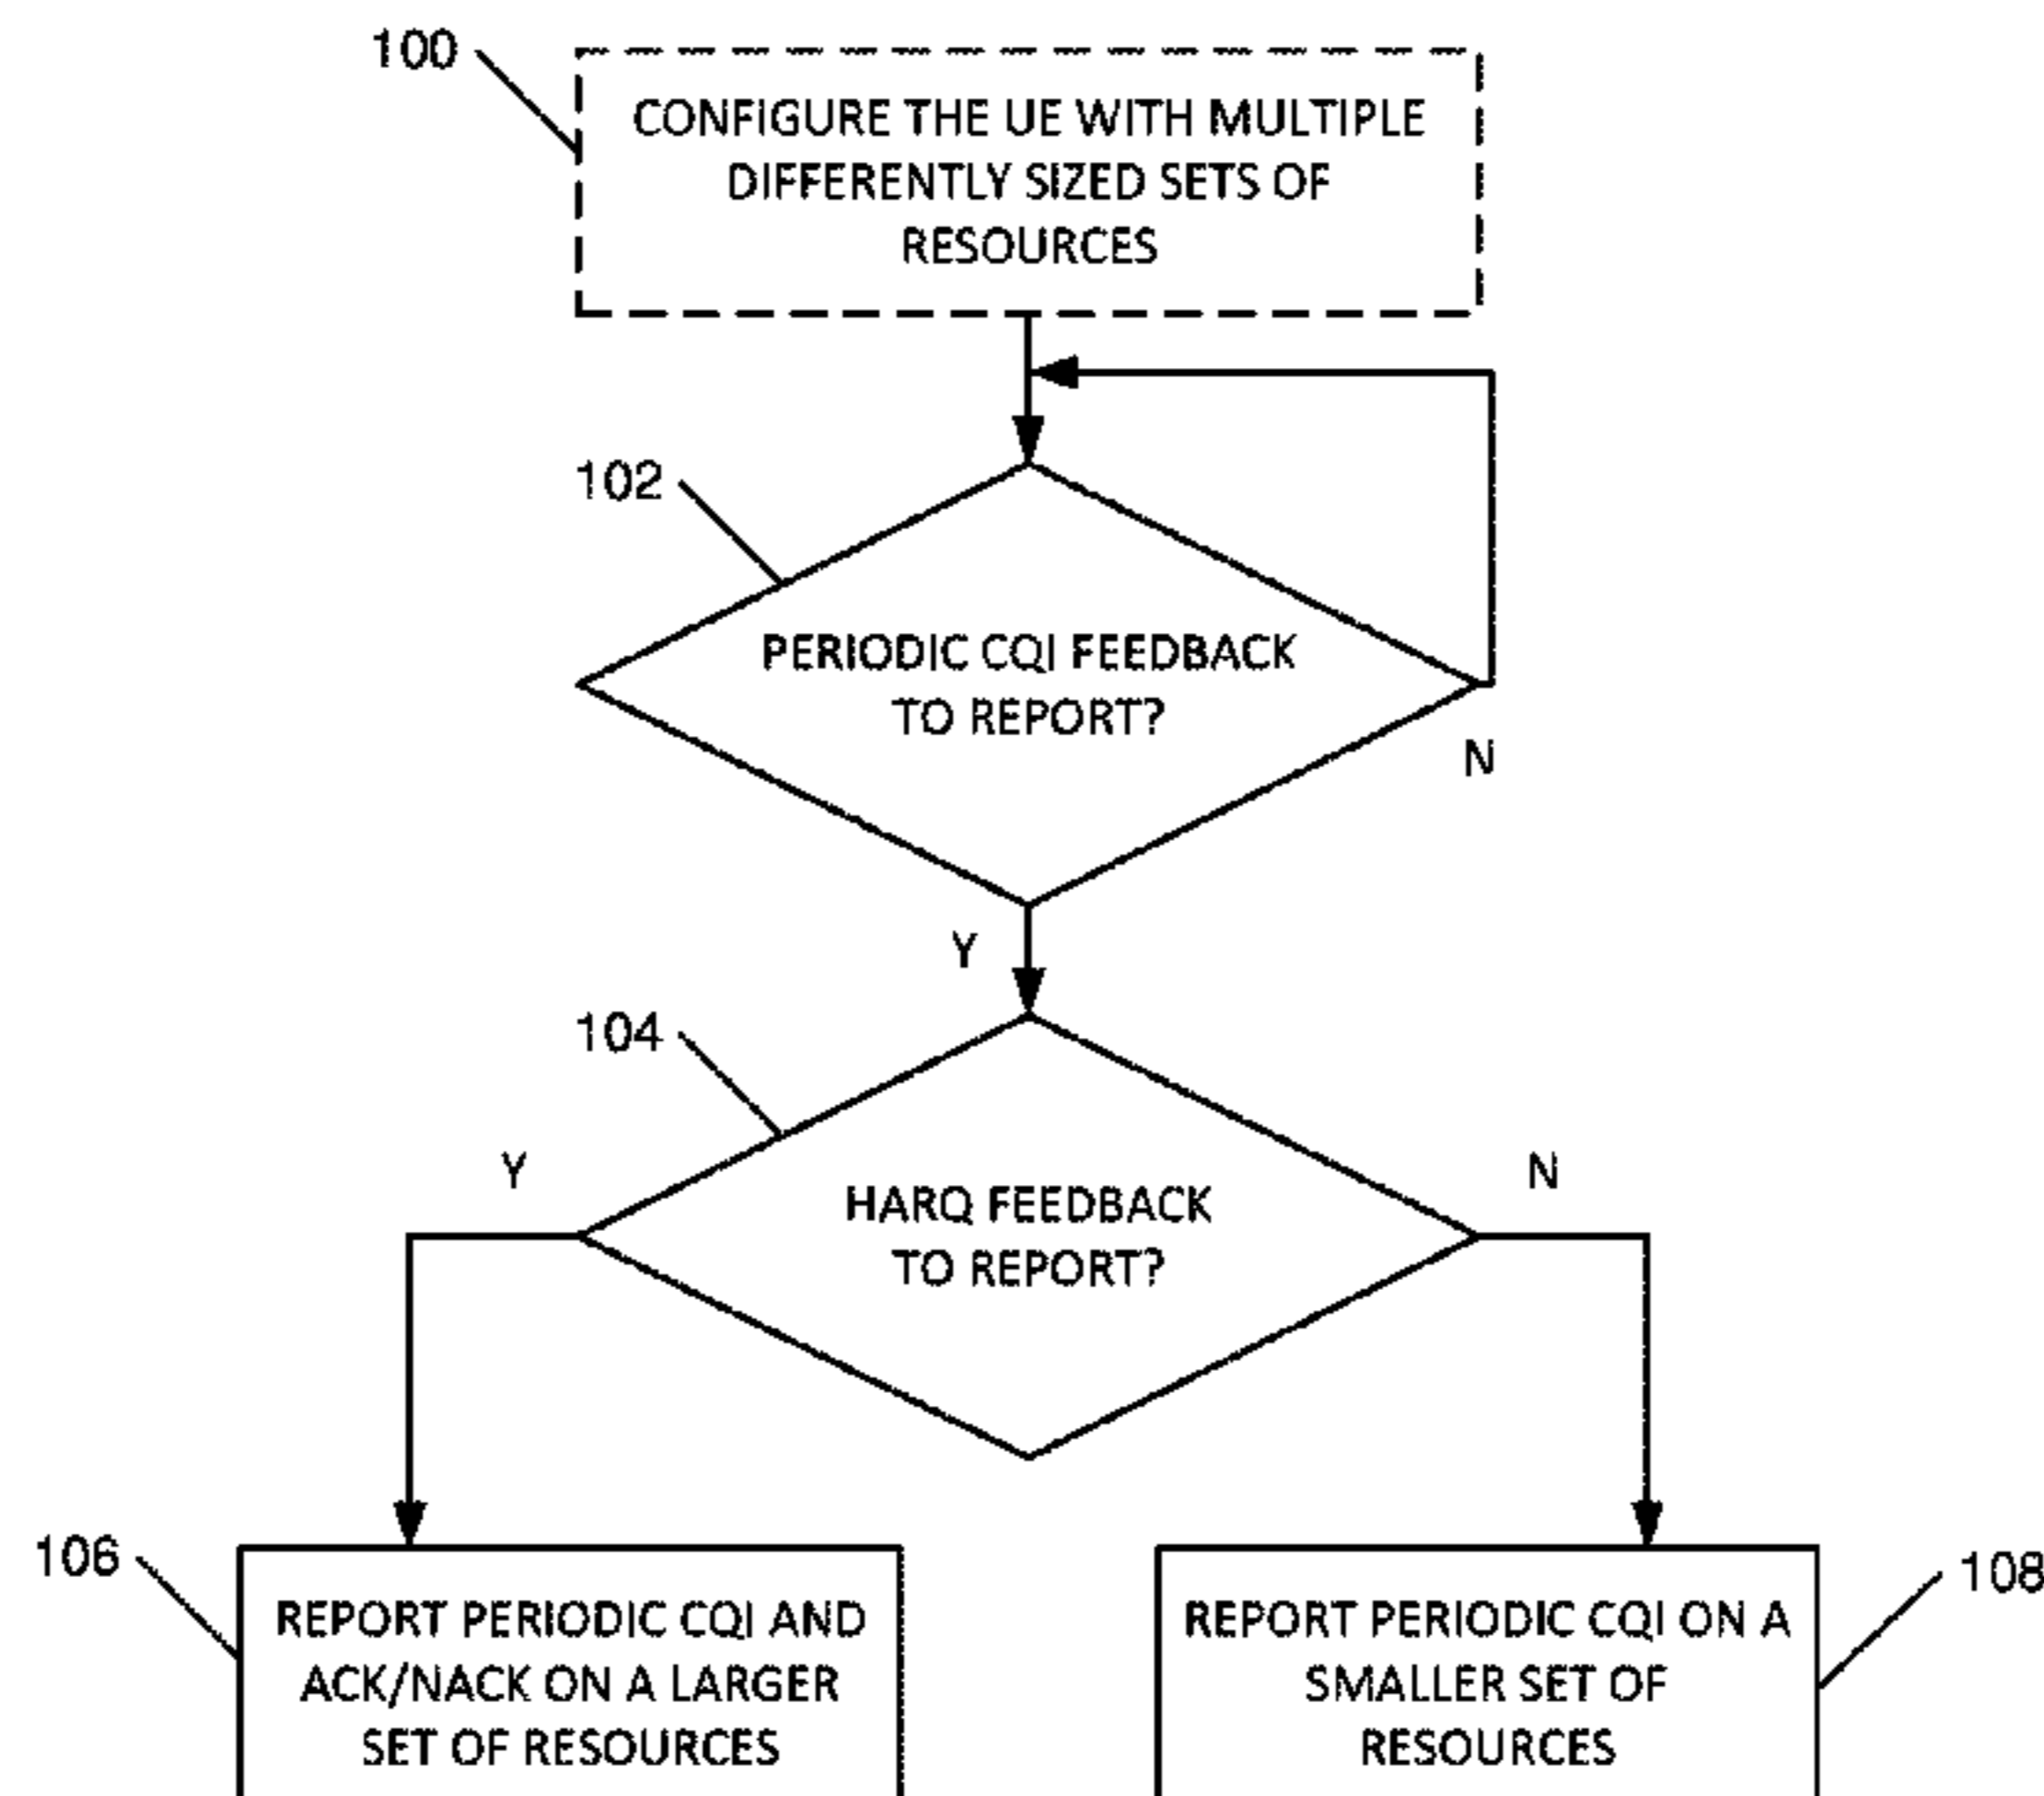 100
CONFIGURE THE UE WITH MULTIPLE
DIFFERENTLY SIZED SETS OF
RESOURCES
102
PERIODIC CQI FEEDBACK
TO REPORT?
N
Y
104
Y
N
HARQ FEEDBACK
TO REPORT?
106
REPORT PERIODIC CQI AND
ACK/NACK ON A LARGER
SET OF RESOURCES
REPORT PERIODIC CQI ON A
SMALLER SET OF
RESOURCES
108